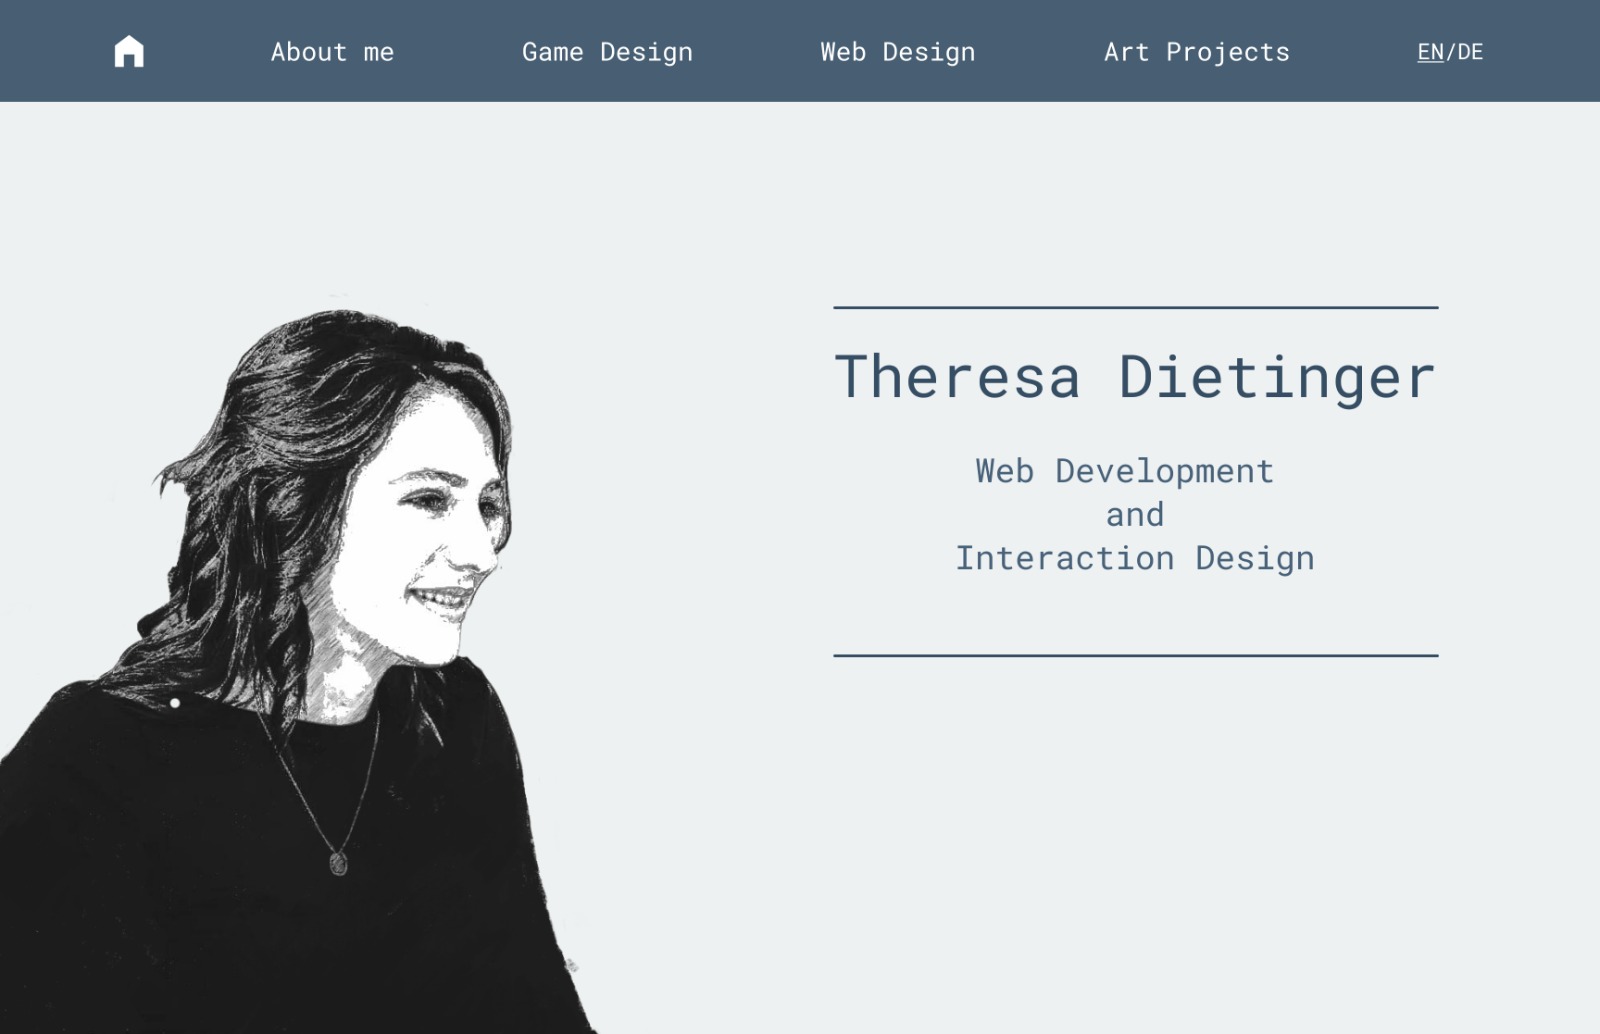 About me
Game Design
Web Design
Art Projects
EN/DE
Theresa Dietinger
Web Development
and
Interaction Design